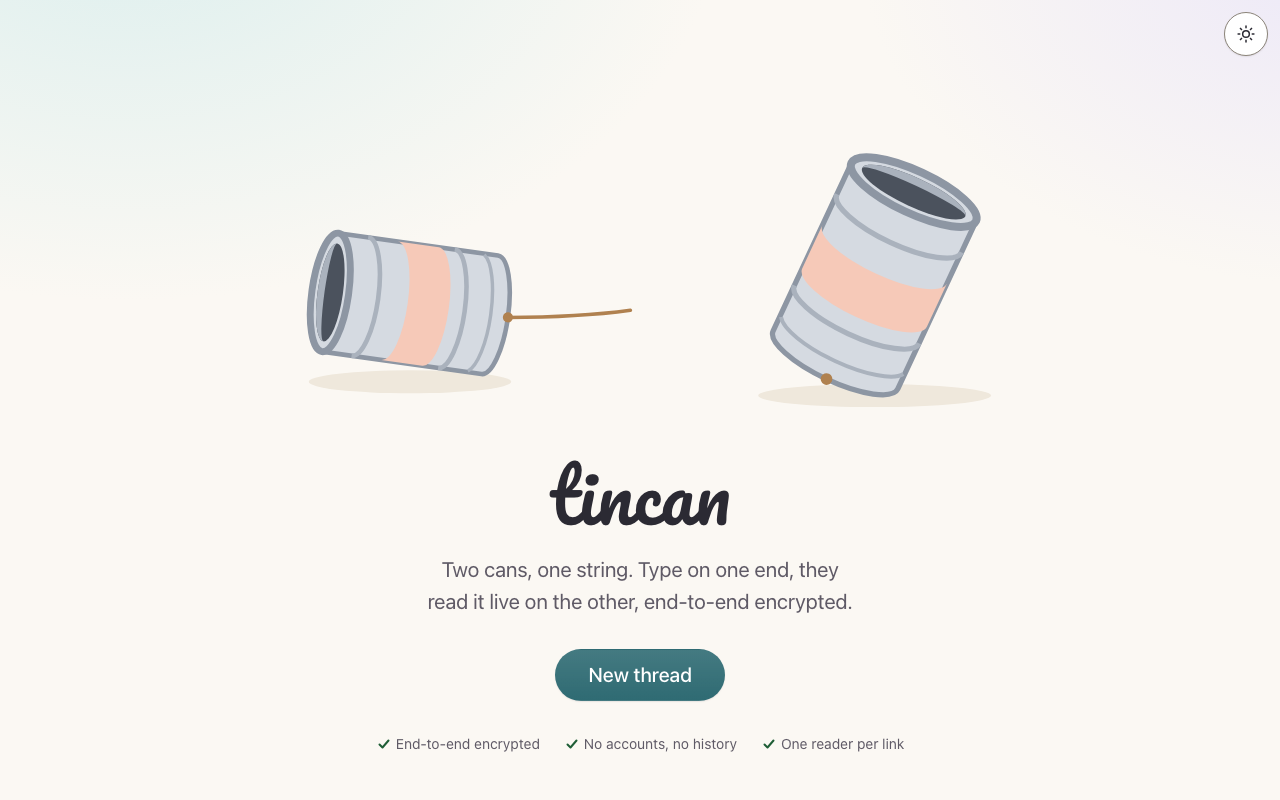 tincan
Two cans, one string. Type on one end, they
read it live on the other, end-to-end encrypted.
New thread
End-to-end encrypted
No accounts, no history
One reader per link